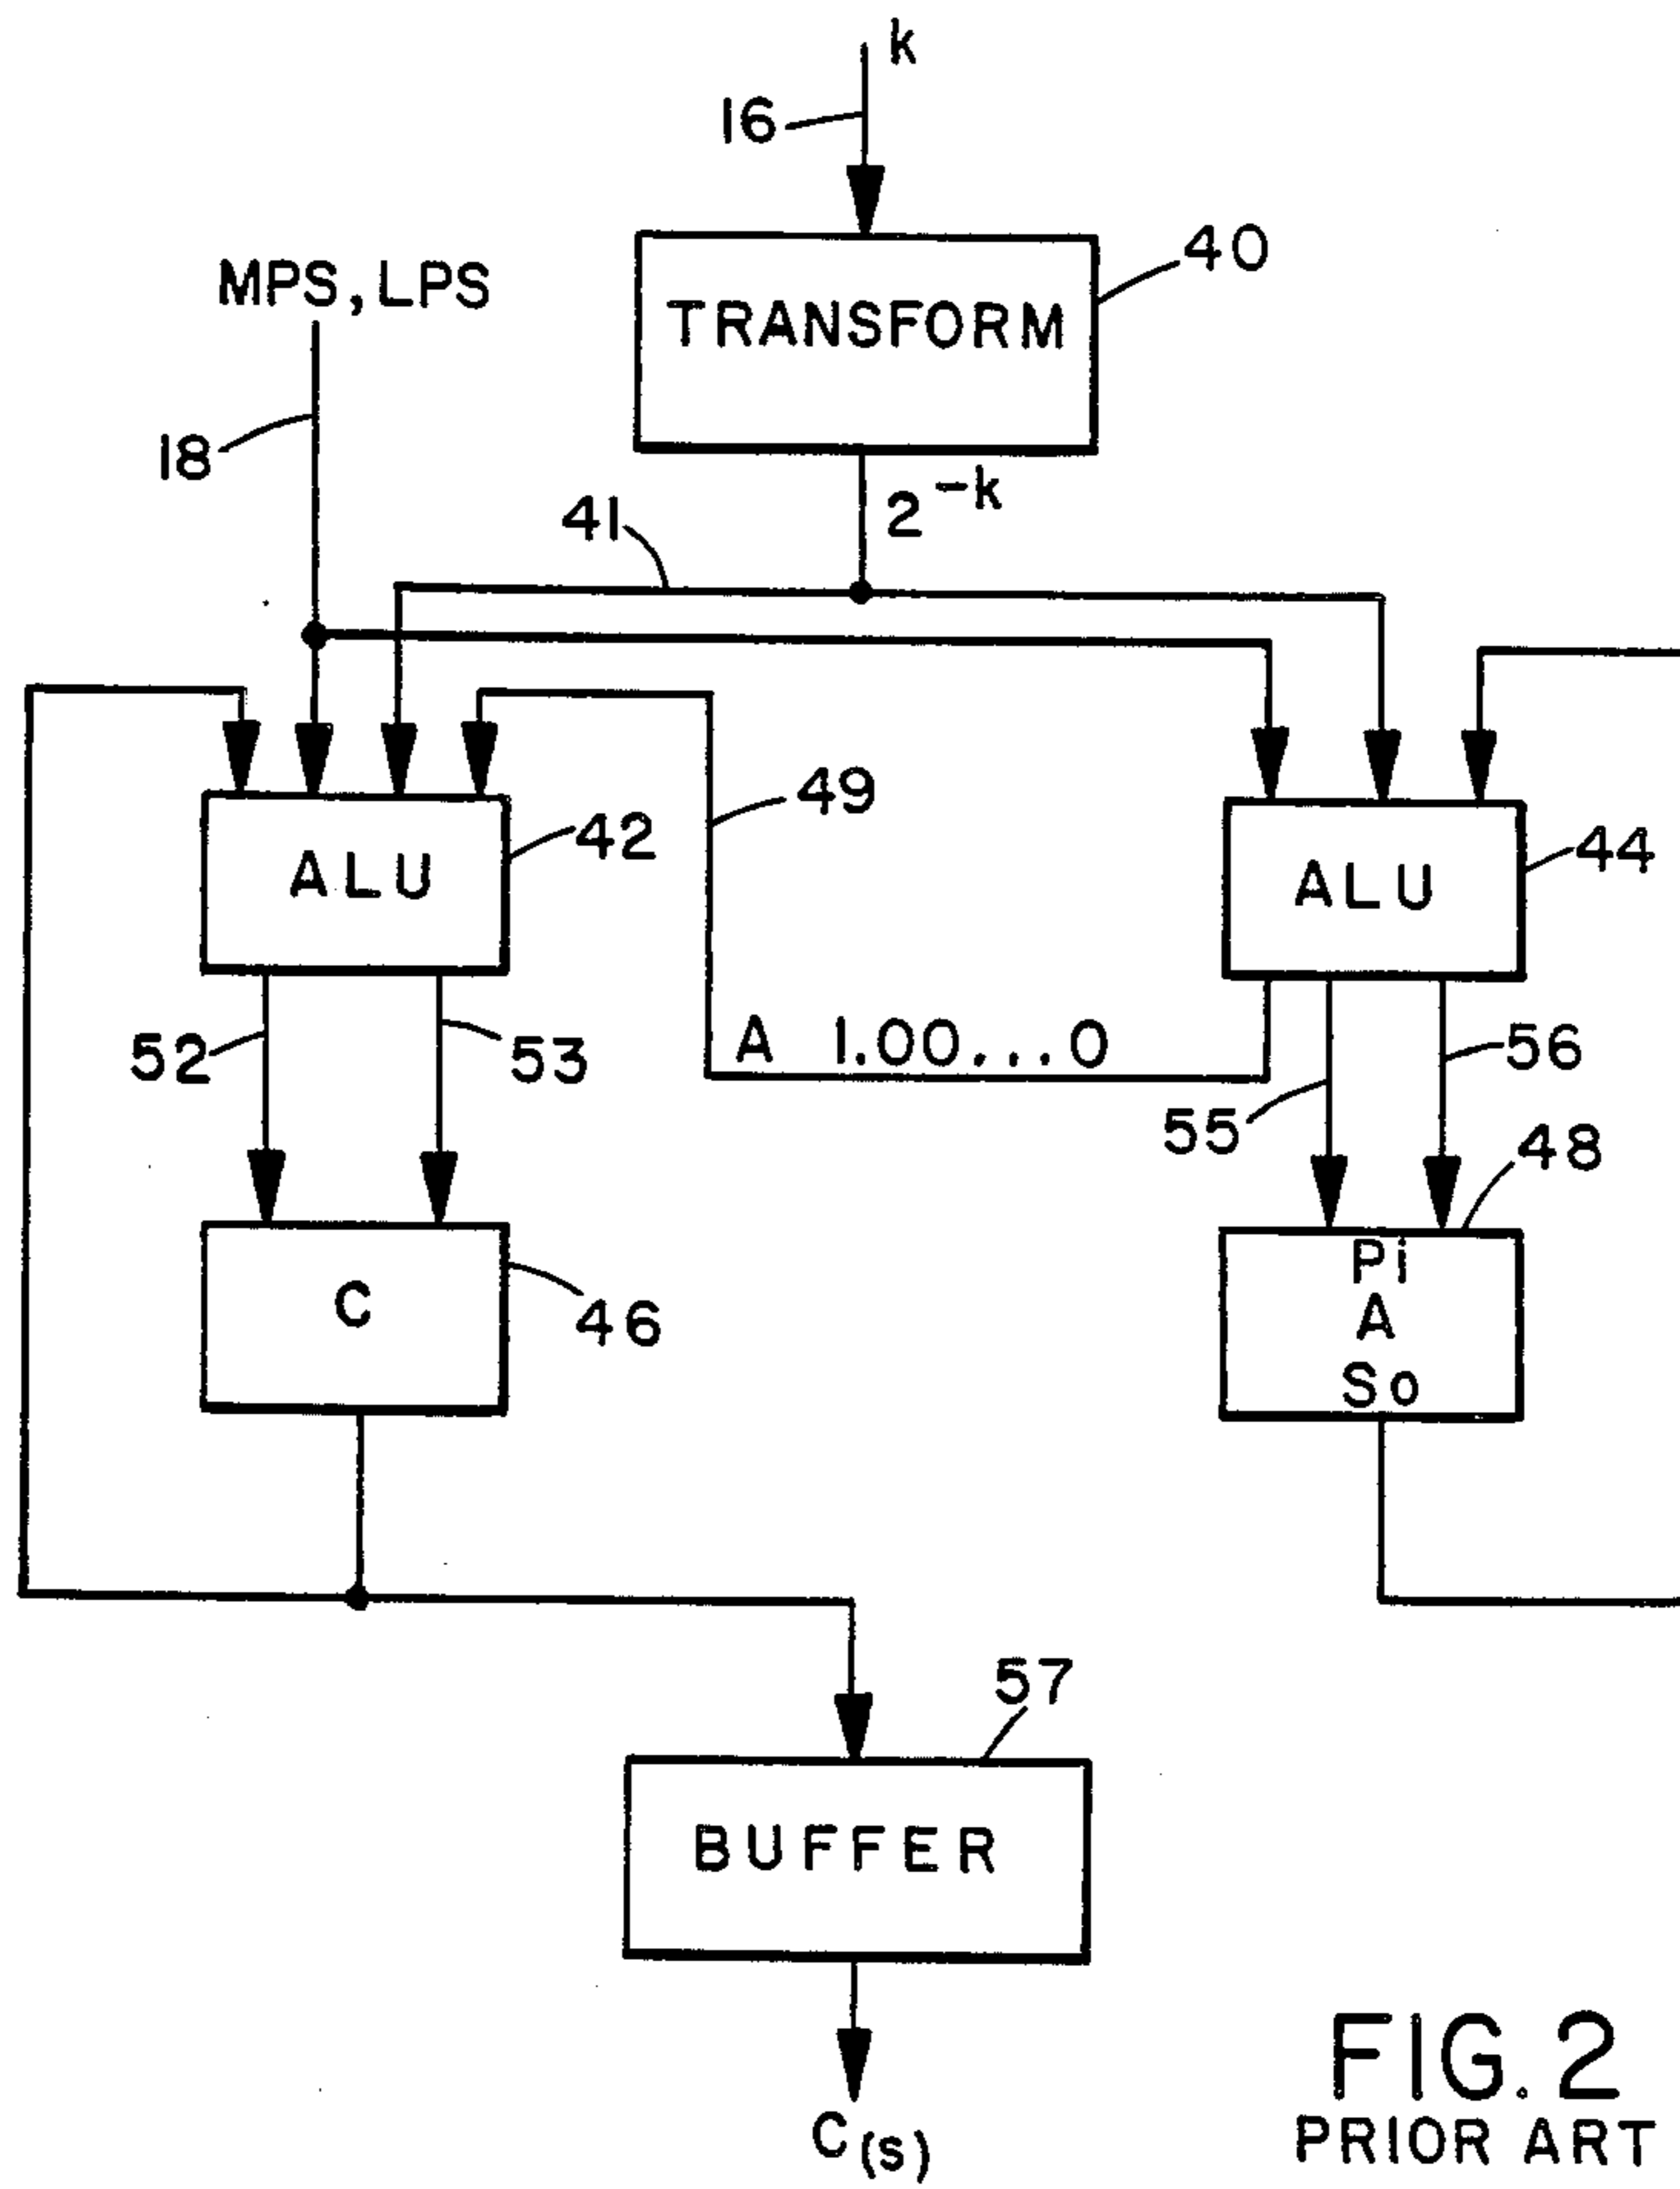 k
16
40
MPS, LPS
TRANSFORM
18
2^-k
41
49
42
44
ALU
ALU
52
53
A 1.00...0
56
55
48
Pi
C
A
46
So
57
BUFFER
C(s)
FIG. 2
PRIOR ART